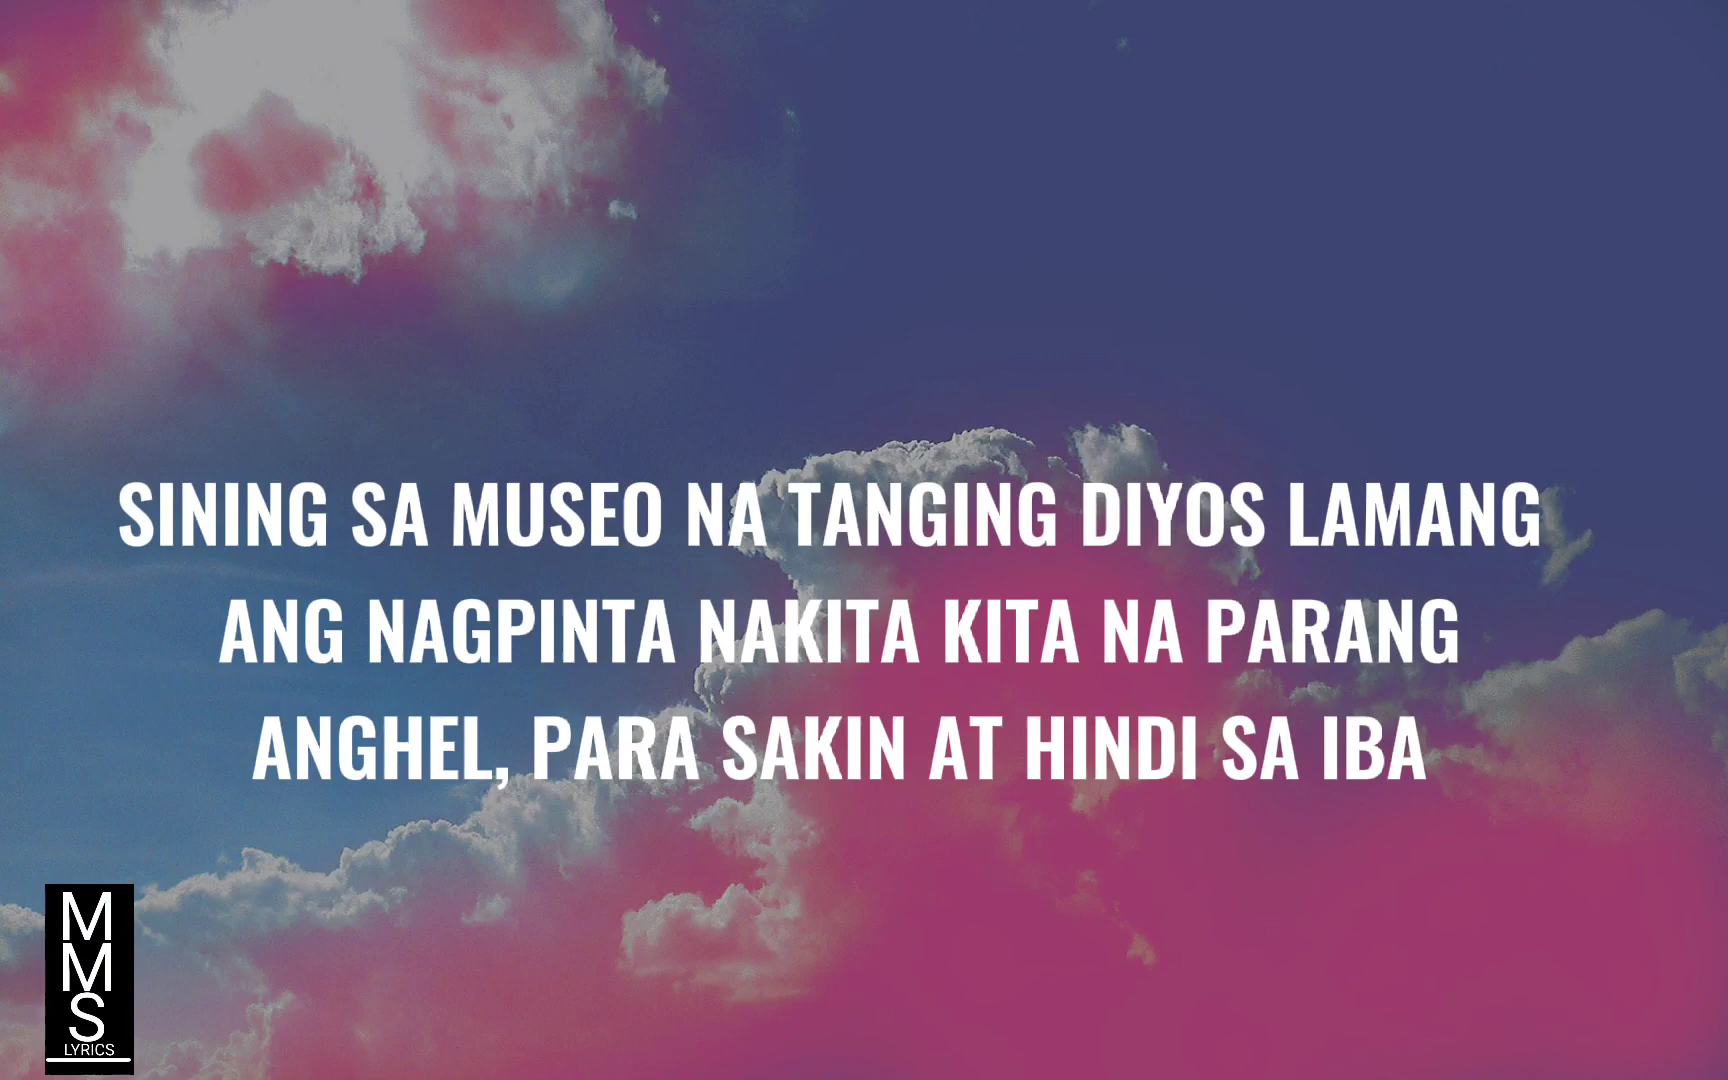 SINING SA MUSEO NA TANGING DIYOS LAMANG
ANG NAGPINTA NAKITA KITA NA PARANG
ANGHEL, PARA SAKIN AT HINDI SA IBA
M
M
S
LYRICS